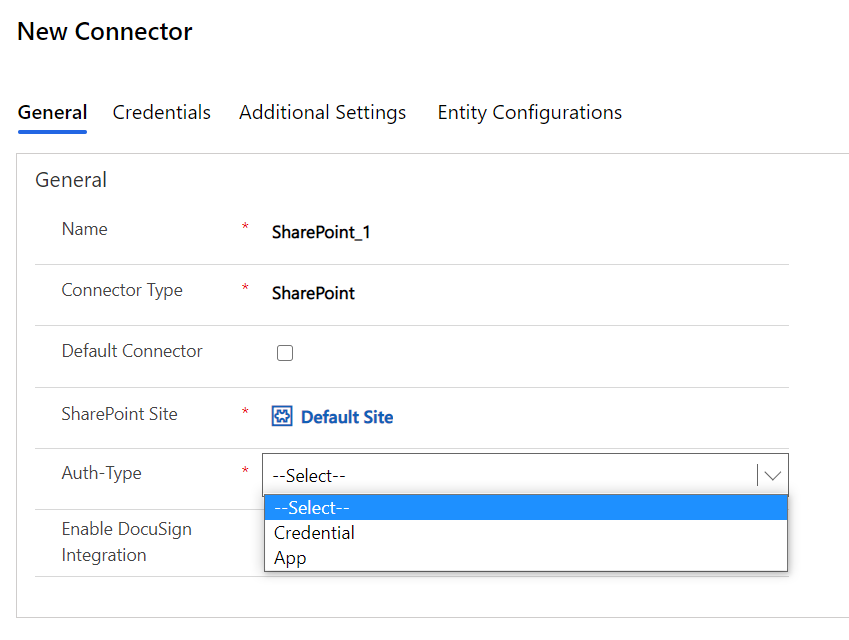 New Connector
General Credentials Additional Settings Entity Configurations
General
Name * SharePoint_1
Connector Type * SharePoint
Default Connector
SharePoint Site * Default Site
Auth-Type * --Select--
--Select--
Credential
App
Enable DocuSign
Integration